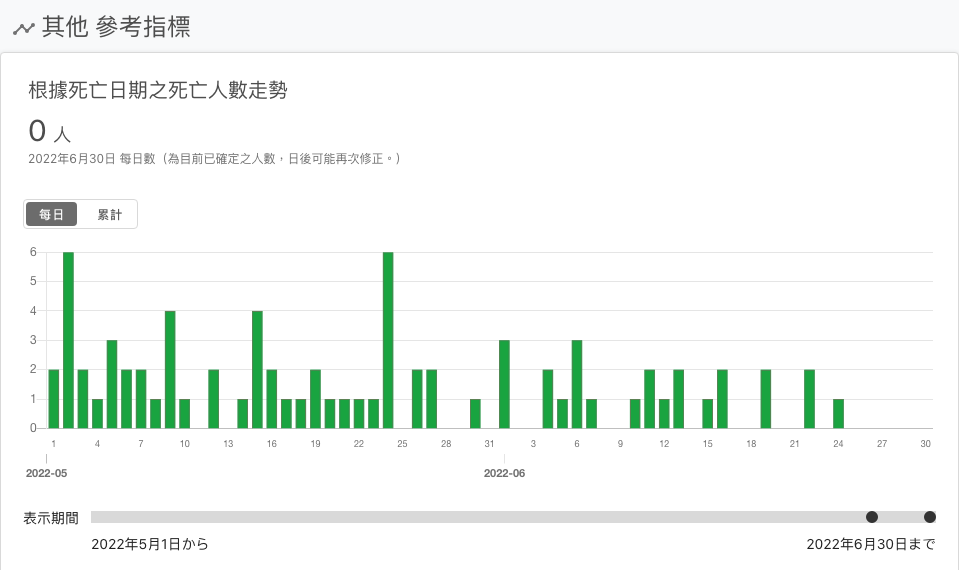 其他 參考指標
根據死亡日期之死亡人數走勢
0 人
2022年6月30日 每日數（為目前已確定之人數，日後可能再次修正。）
每日 累計
6
5
4
3
2
1
0
1 4 7 10 13 16 19 22 25 28 31 3 6 9 12 15 18 21 24 27 30
2022-05 2022-06
表示期間
2022年5月1日から 2022年6月30日まで